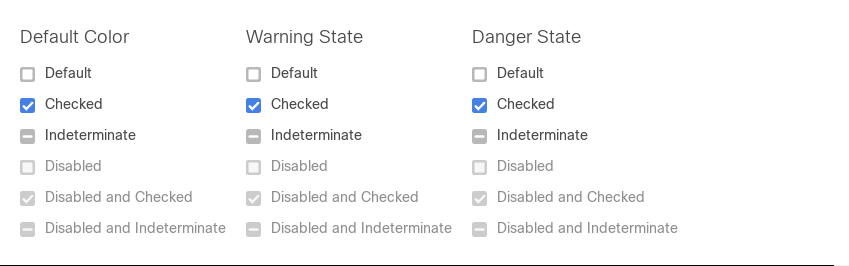 Default Color
Default
Checked
Indeterminate
Disabled
Disabled and Checked
Disabled and Indeterminate
Warning State
Default
Checked
Indeterminate
Disabled
Disabled and Checked
Disabled and Indeterminate
Danger State
Default
Checked
Indeterminate
Disabled
Disabled and Checked
Disabled and Indeterminate